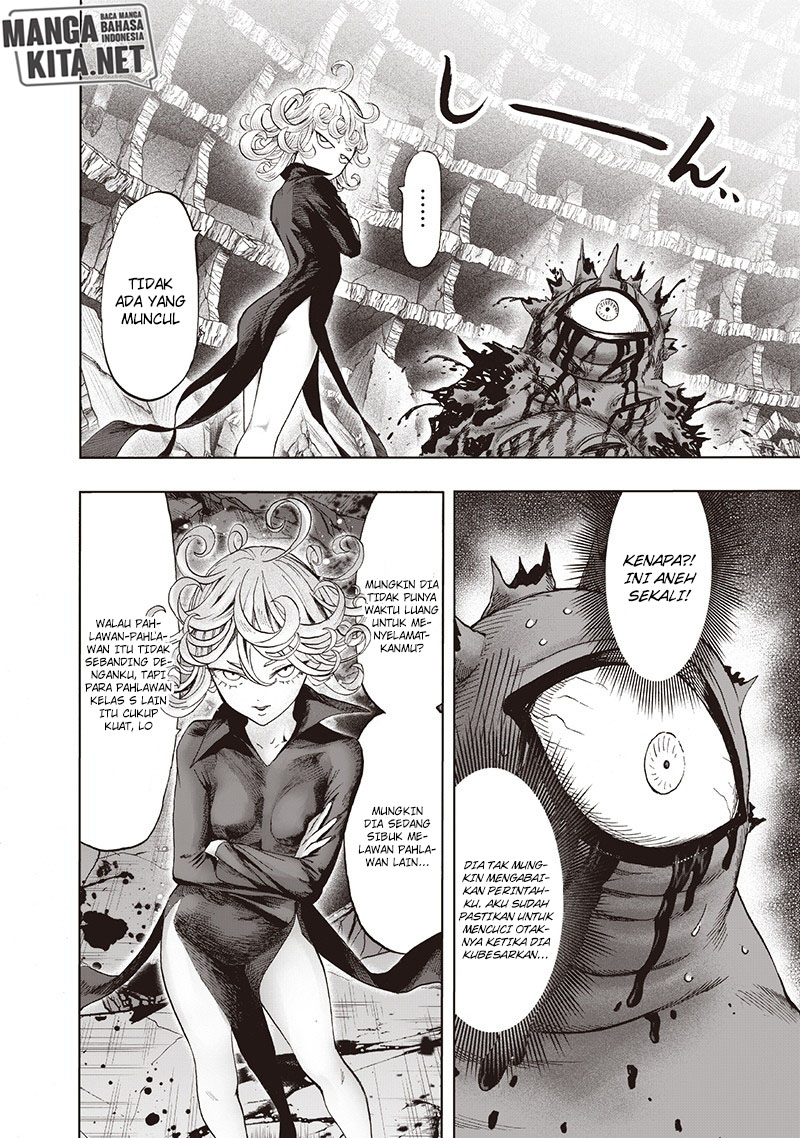 MANGA
KITA.NET
BACA MANGA
BAHASA
INDONESIA
しーん、、
........
TIDAK
ADA YANG
MUNCUL
KENAPA?!
INI ANEH
SEKALI!
DIA TAK MUNG-
KIN MENGABAI-
KAN PERINTAH-
KU. AKU SUDAH
PASTIKAN UNTUK
MENCUCI OTAK-
NYA KETIKA DIA
KUBESARKAN...
MUNGKIN DIA
TIDAK PUNYA
WAKTU LUANG
UNTUK ME-
NYELAMAT-
KANMU?
MUNGKIN
DIA SEDANG
SIBUK ME-
LAWAN PAH-
LAWAN LAIN...
WALAU PAH-
LAWAN-PAHLA-
WAN ITU TIDAK
SEBANDING DE-
NGANKU, TAPI
PARA PAHLAWAN
KELAS S LAIN
ITU CUKUP
KUAT, LO